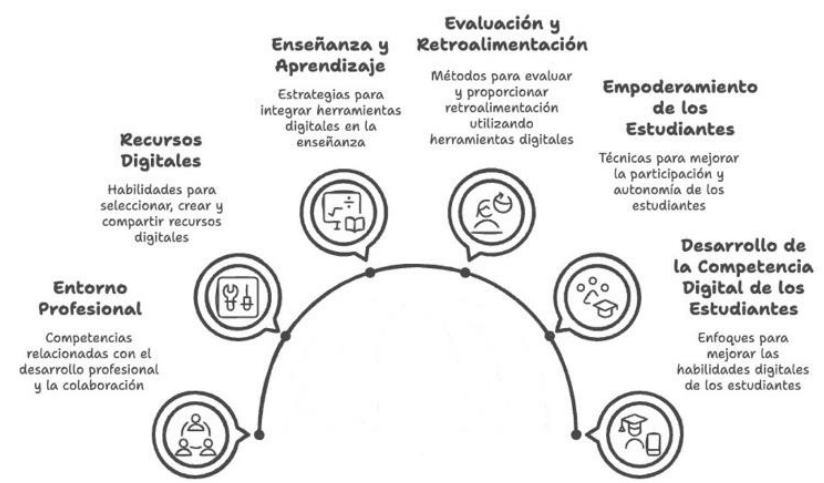 Entorno
Profesional
Competencias
relacionadas con el
desarrollo profesional
y la colaboración
Recursos
Digitales
Habilidades para
seleccionar, crear y
compartir recursos
digitales
Enseñanza y
Aprendizaje
Estrategias para
integrar herramientas
digitales en la
enseñanza
Evaluación y
Retroalimentación
Métodos para evaluar
y proporcionar
retroalimentación
utilizando
herramientas digitales
Empoderamiento
de los
Estudiantes
Técnicas para mejorar
la participación y
autonomía de los
estudiantes
Desarrollo de
la Competencia
Digital de los
Estudiantes
Enfoques para
mejorar las
habilidades digitales
de los estudiantes